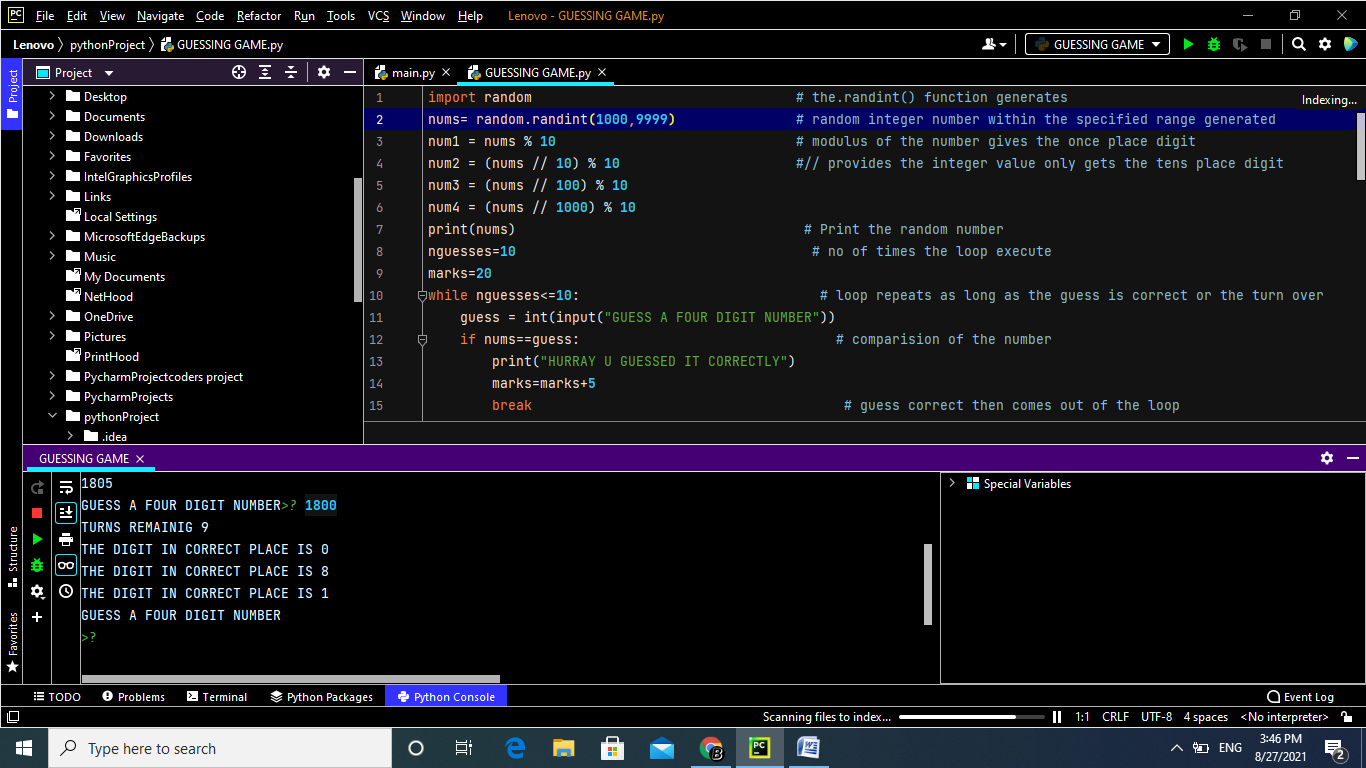 PC File Edit View Navigate Code Refactor Run Tools VCS Window Help Lenovo - GUESSING GAME.py
Lenovo pythonProject GUESSING GAME.py GUESSING GAME
Project
Project
main.py GUESSING GAME.py
Desktop
Documents
Downloads
Favorites
IntelGraphicsProfiles
Links
Local Settings
MicrosoftEdgeBackups
Music
My Documents
NetHood
OneDrive
Pictures
PrintHood
PycharmProjectcoders project
PycharmProjects
pythonProject
.idea
Indexing...
1 import random # the.randint() function generates
2 nums= random.randint(1000,9999) # random integer number within the specified range generated
3 num1 = nums % 10 # modulus of the number gives the once place digit
4 num2 = (nums // 10) % 10 #// provides the integer value only gets the tens place digit
5 num3 = (nums // 100) % 10
6 num4 = (nums // 1000) % 10
7 print(nums) # Print the random number
8 nguesses=10 # no of times the loop execute
9 marks=20
10 while nguesses<=10: # loop repeats as long as the guess is correct or the turn over
11 guess = int(input("GUESS A FOUR DIGIT NUMBER"))
12 if nums==guess: # comparision of the number
13 print("HURRAY U GUESSED IT CORRECTLY")
14 marks=marks+5
15 break # guess correct then comes out of the loop
GUESSING GAME
1805
GUESS A FOUR DIGIT NUMBER>? 1800
TURNS REMAINIG 9
THE DIGIT IN CORRECT PLACE IS 0
THE DIGIT IN CORRECT PLACE IS 8
THE DIGIT IN CORRECT PLACE IS 1
GUESS A FOUR DIGIT NUMBER
>?
Special Variables
Structure
Favorites
TODO Problems Terminal Python Packages Python Console Event Log
Scanning files to index... 1:1 CRLF UTF-8 4 spaces <No interpreter>
Type here to search
B
PC
W
ENG
3:46 PM
8/27/2021
2